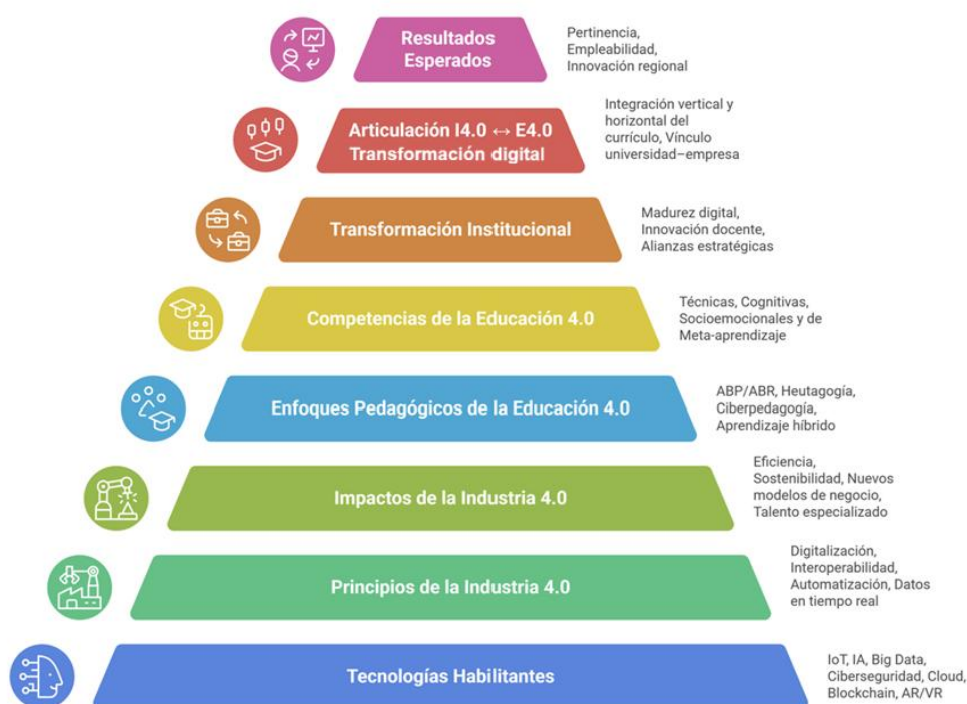 Resultados
Esperados
Pertinencia,
Empleabilidad,
Innovación regional
Articulación I4.0 ↔ E4.0
Transformación digital
Integración vertical y
horizontal del
currículo, Vínculo
universidad–empresa
Transformación Institucional
Madurez digital,
Innovación docente,
Alianzas estratégicas
Competencias de la Educación 4.0
Técnicas, Cognitivas,
Socioemocionales y de
Meta-aprendizaje
Enfoques Pedagógicos de la Educación 4.0
ABP/ABR, Heutagogía,
Ciberpedagogía,
Aprendizaje híbrido
Impactos de la Industria 4.0
Eficiencia,
Sostenibilidad, Nuevos
modelos de negocio,
Talento especializado
Principios de la Industria 4.0
Digitalización,
Interoperabilidad,
Automatización, Datos
en tiempo real
Tecnologías Habilitantes
IoT, IA, Big Data,
Ciberseguridad, Cloud,
Blockchain, AR/VR